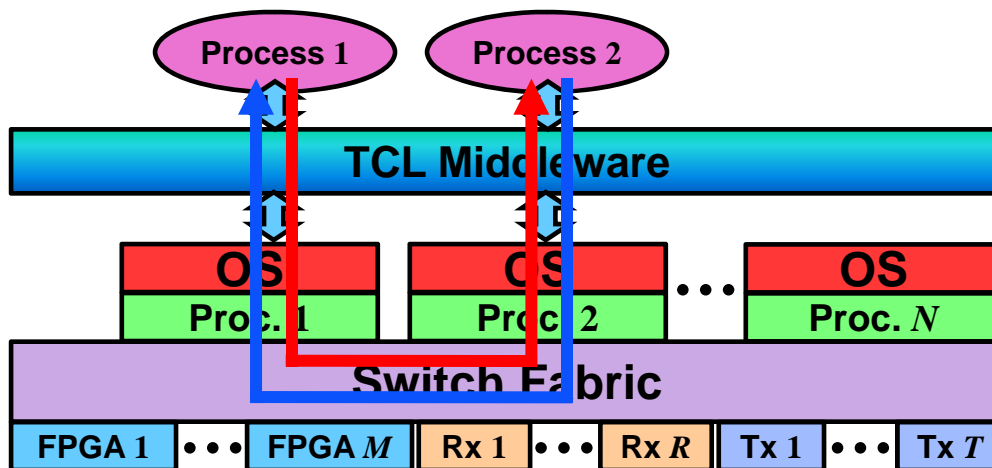 Process 1 Process 2
TCL Middleware
OS OS OS
Proc. 1 Proc. 2 ••• Proc. N
Switch Fabric
FPGA 1 ••• FPGA M Rx 1 ••• Rx R Tx 1 ••• Tx T